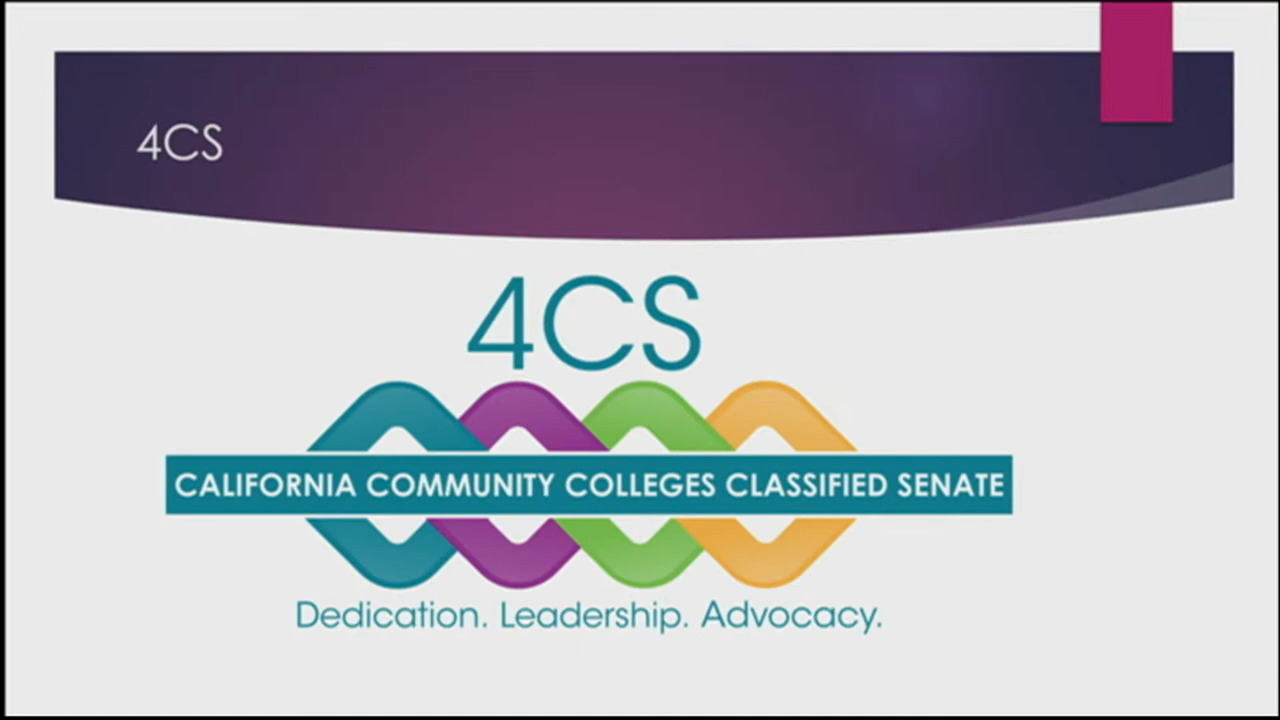 4CS
4CS
CALIFORNIA COMMUNITY COLLEGES CLASSIFIED SENATE
Dedication. Leadership. Advocacy.